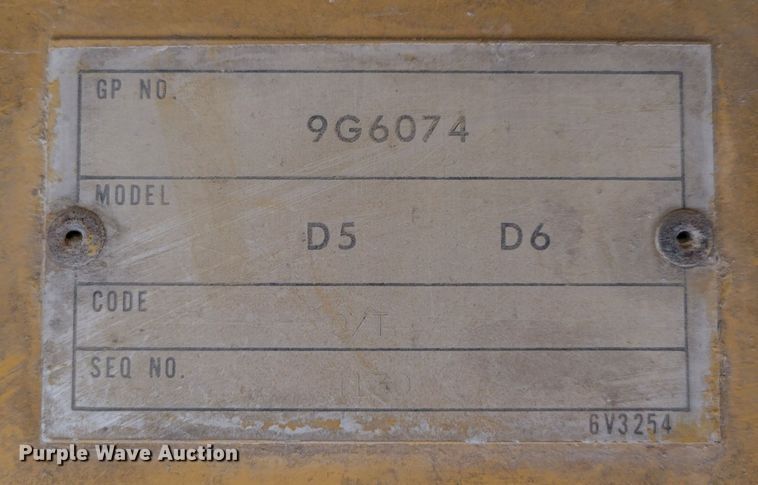 GP NO.
9G6074
MODEL
D5 D6
CODE
/T
SEQ NO.
6V3254
Purple Wave Auction